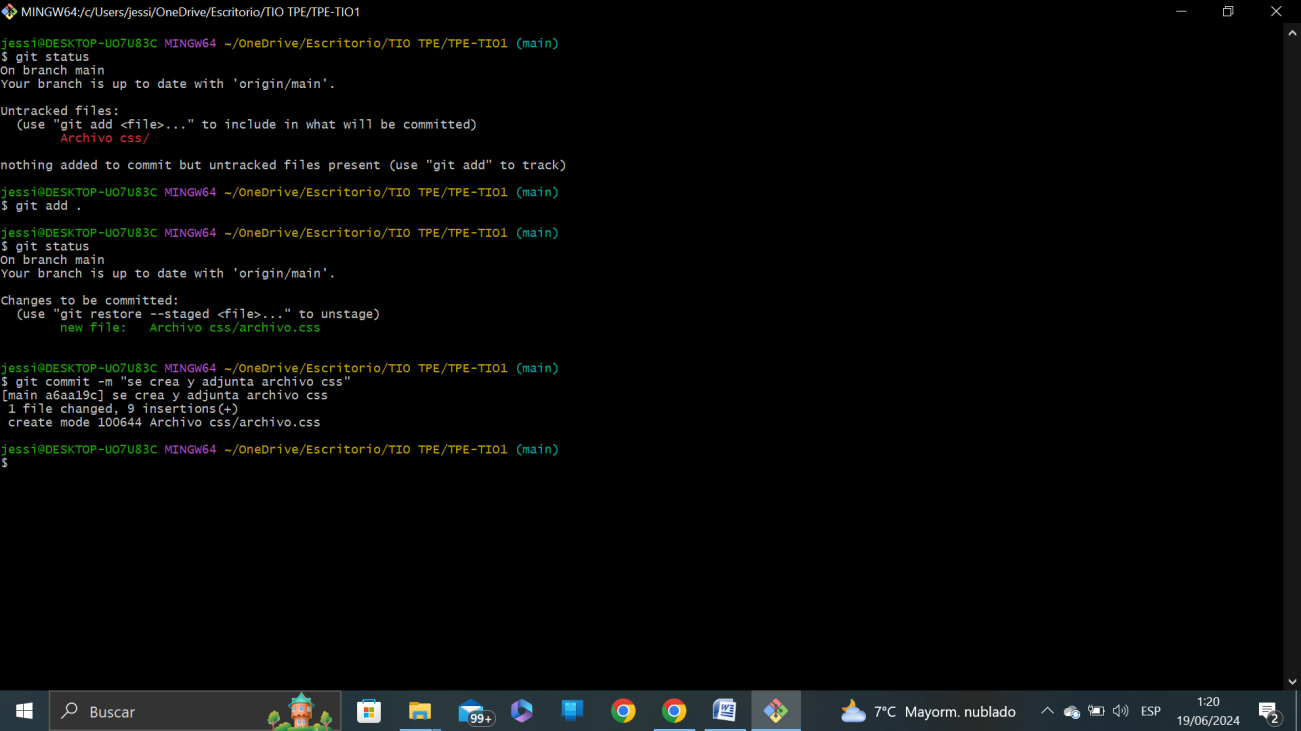 MINGW64:/c/Users/jessi/OneDrive/Escritorio/TIO TPE/TPE-TIO1
jessi@DESKTOP-UO7U83C MINGW64 ~/OneDrive/Escritorio/TIO TPE/TPE-TIO1 (main)
$ git status
On branch main
Your branch is up to date with 'origin/main'.
Untracked files:
(use "git add <file>..." to include in what will be committed)
Archivo css/
nothing added to commit but untracked files present (use "git add" to track)
jessi@DESKTOP-UO7U83C MINGW64 ~/OneDrive/Escritorio/TIO TPE/TPE-TIO1 (main)
$ git add .
jessi@DESKTOP-UO7U83C MINGW64 ~/OneDrive/Escritorio/TIO TPE/TPE-TIO1 (main)
$ git status
On branch main
Your branch is up to date with 'origin/main'.
Changes to be committed:
(use "git restore --staged <file>..." to unstage)
new file:   Archivo css/archivo.css
jessi@DESKTOP-UO7U83C MINGW64 ~/OneDrive/Escritorio/TIO TPE/TPE-TIO1 (main)
$ git commit -m "se crea y adjunta archivo css"
[main a6aa19c] se crea y adjunta archivo css
1 file changed, 9 insertions(+)
create mode 100644 Archivo css/archivo.css
jessi@DESKTOP-UO7U83C MINGW64 ~/OneDrive/Escritorio/TIO TPE/TPE-TIO1 (main)
$
Buscar
99+
7°C Mayorm. nublado
ESP
1:20
19/06/2024
2